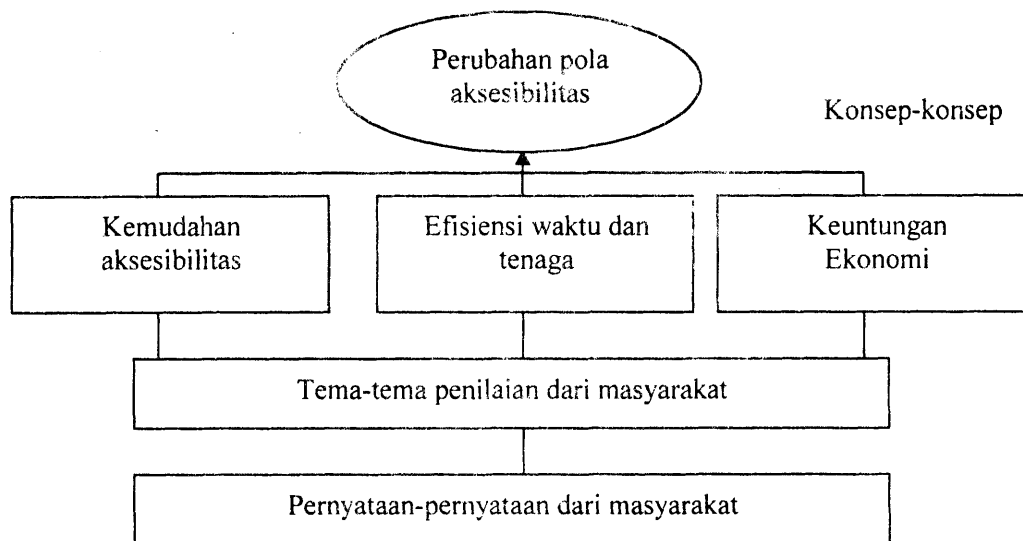 Perubahan pola
aksesibilitas
Konsep-konsep
Kemudahan
aksesibilitas
Efisiensi waktu dan
tenaga
Keuntungan
Ekonomi
Tema-tema penilaian dari masyarakat
Pernyataan-pernyataan dari masyarakat